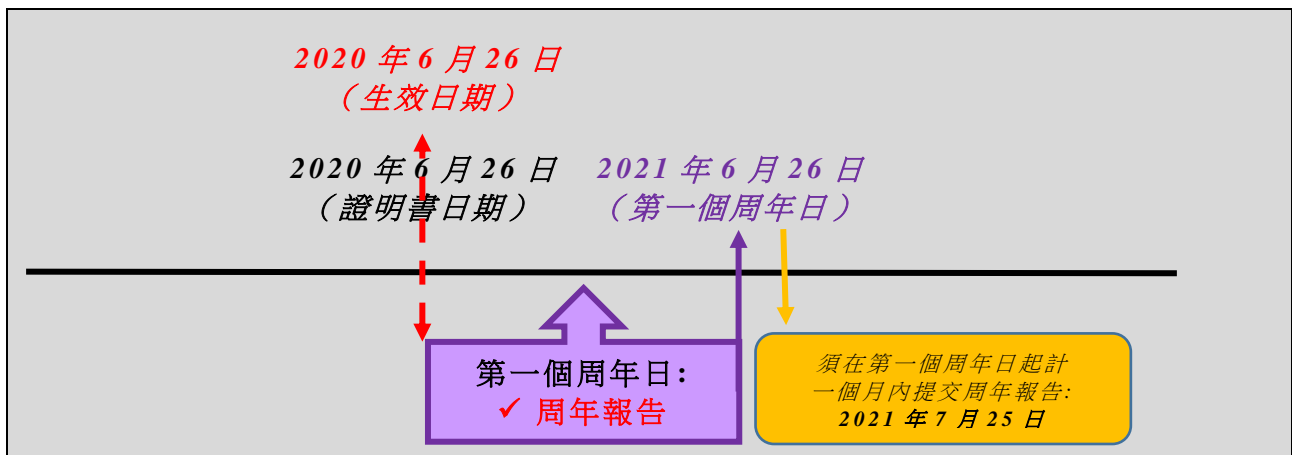 2020 年 6 月 26 日
（生效日期）
2020 年 6 月 26 日
（證明書日期）
2021 年 6 月 26 日
（第一個周年日）
第一個周年日:
✓ 周年報告
須在第一個周年日起計
一個月內提交周年報告:
2021 年 7 月 25 日